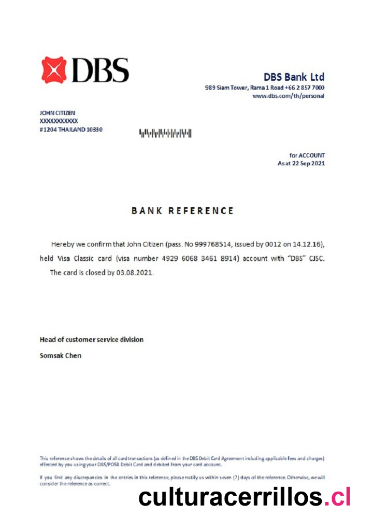 DBS
DBS Bank Ltd
989 Siam Tower, Rama 1 Road +66 2 857 7000
www.dbs.com/th/personal
JOHN CITIZEN
XXXXXXXXXXX
#1204 THAILAND 10330
for ACCOUNT
As at 22 Sep 2021
BANK REFERENCE
Hereby we confirm that John Citizen (pass. No 999768514, issued by 0012 on 14.12.16),
held Visa Classic card (visa number 4929 6068 3461 8914) account with "DBS" CJSC.
The card is closed by 03.08.2021.
Head of customer service division
Somsak Chen
This reference shows the details of all card transactions (as defined in the DBS Debit Card Agreement including applicable fees and charges)
effected by you using your DBS/POSB Debit Card and debited from your card account.
If you find any discrepancies in the entries in this reference, please notify us within seven (7) days of the reference. Otherwise, we will
consider the reference as correct.
culturacerrillos.cl